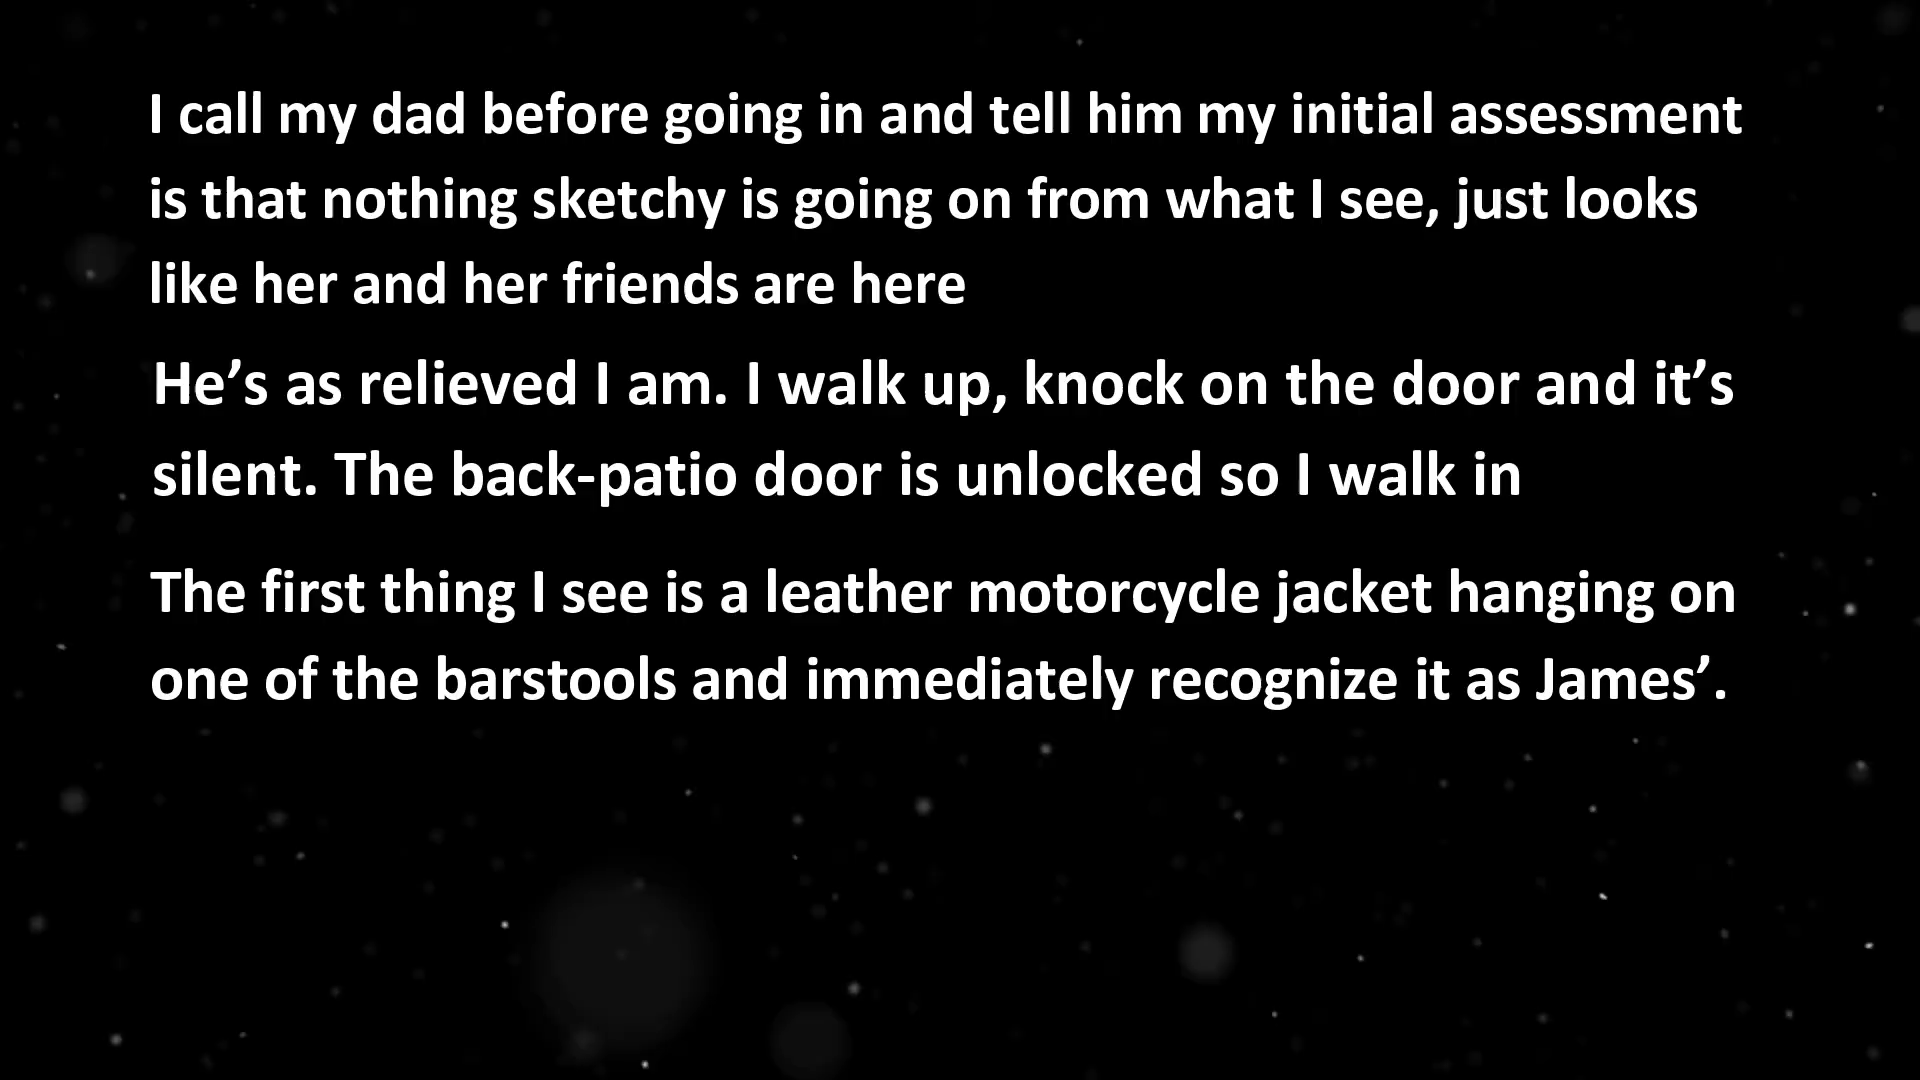 I call my dad before going in and tell him my initial assessment
is that nothing sketchy is going on from what I see, just looks
like her and her friends are here
He’s as relieved I am. I walk up, knock on the door and it’s
silent. The back-patio door is unlocked so I walk in
The first thing I see is a leather motorcycle jacket hanging on
one of the barstools and immediately recognize it as James’.